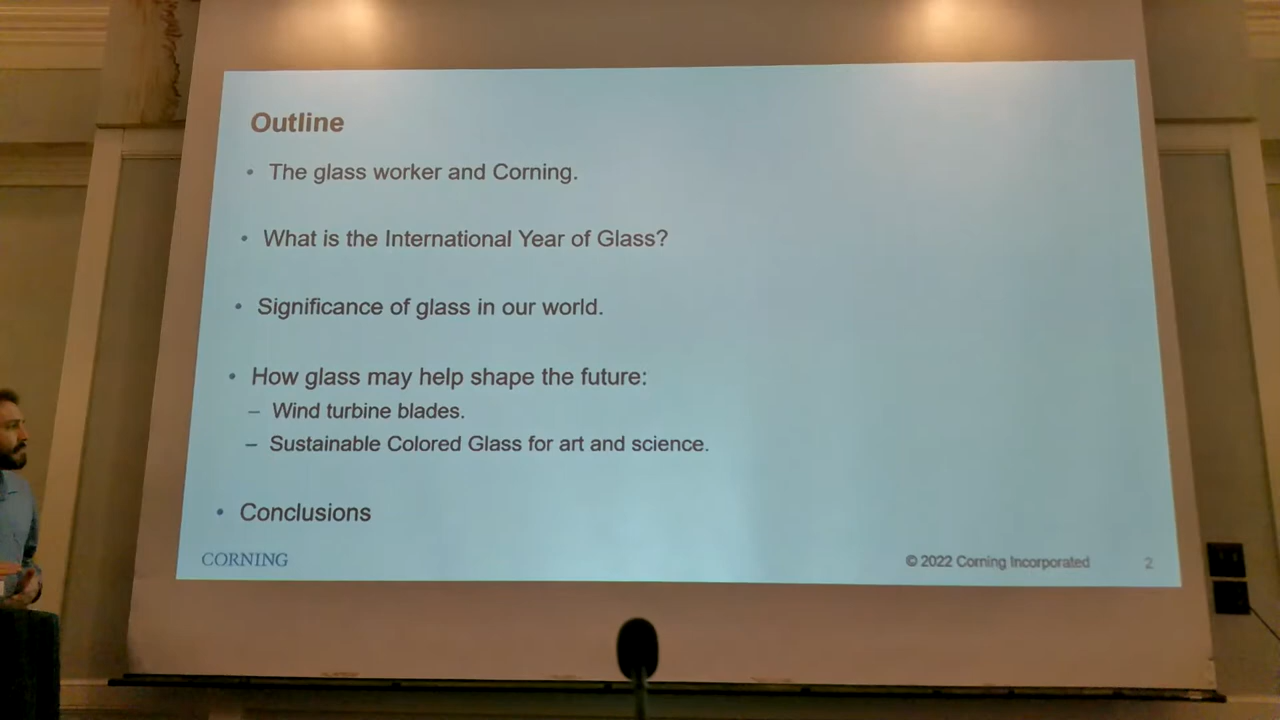 Outline
• The glass worker and Corning.
• What is the International Year of Glass?
• Significance of glass in our world.
• How glass may help shape the future:
– Wind turbine blades.
– Sustainable Colored Glass for art and science.
• Conclusions
CORNING
© 2022 Corning Incorporated
2